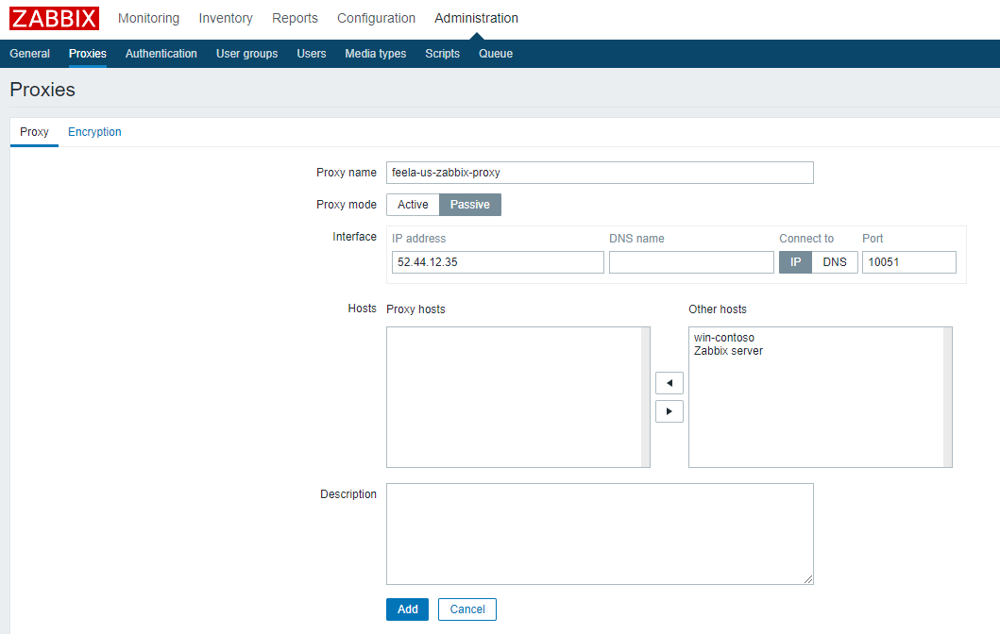 ZABBIX Monitoring Inventory Reports Configuration Administration
General Proxies Authentication User groups Users Media types Scripts Queue
Proxies
Proxy Encryption
Proxy name feela-us-zabbix-proxy
Proxy mode Active Passive
Interface IP address DNS name Connect to Port
52.44.12.35 IP DNS 10051
Hosts Proxy hosts Other hosts
win-contoso
Zabbix server
Description
Add Cancel